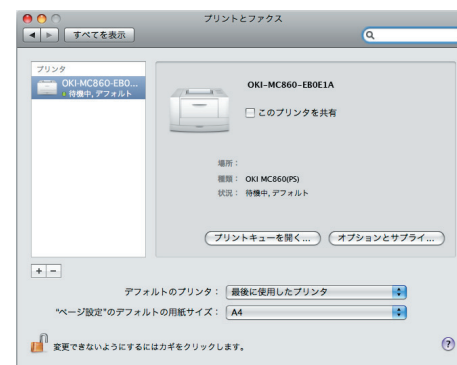 プリントとファクス
すべてを表示
プリンタ
OKI-MC860-EB0...
待機中, デフォルト
OKI-MC860-EB0E1A
このプリンタを共有
場所：
種類： OKI MC860(PS)
状況： 待機中, デフォルト
プリントキューを開く... オプションとサプライ...
+ −
デフォルトのプリンタ： 最後に使用したプリンタ
"ページ設定"のデフォルトの用紙サイズ： A4
変更できないようにするにはカギをクリックします。 ?